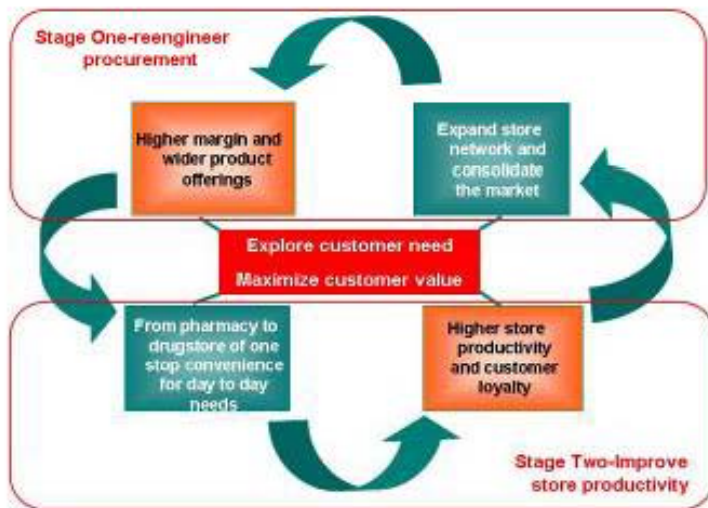 Stage One-reengineer
procurement
Higher margin and
wider product
offerings
Expand store
network and
consolidate
the market
Explore customer need
Maximize customer value
From pharmacy to
drugstore of one
stop convenience
for day to day
needs
Higher store
productivity
and customer
loyalty
Stage Two-Improve
store productivity